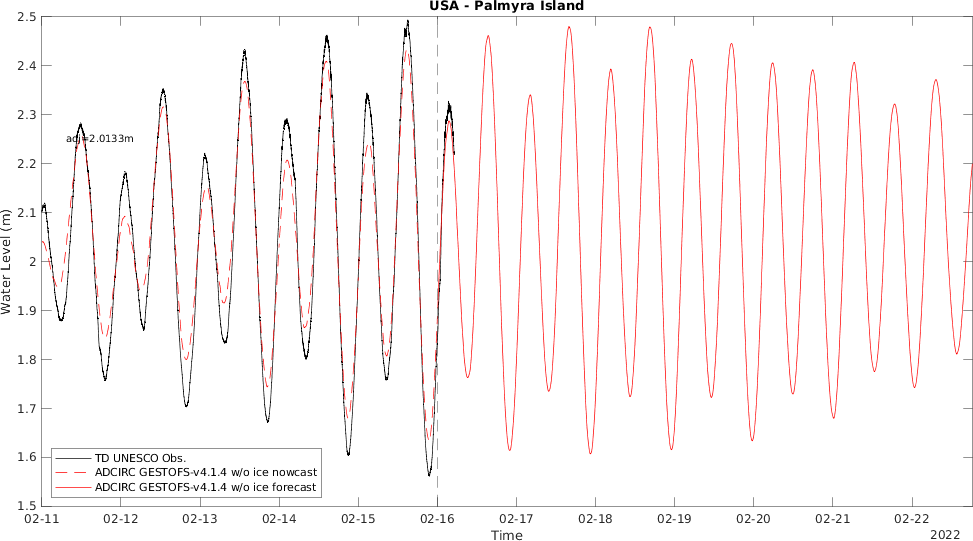 USA - Palmyra Island
2.5
2.4
2.3
2.2
2.1
2
1.9
1.8
1.7
1.6
1.5
Water Level (m)
adj=2.0133m
TD UNESCO Obs.
ADCIRC GESTOFS-v4.1.4 w/o ice nowcast
ADCIRC GESTOFS-v4.1.4 w/o ice forecast
02-11 02-12 02-13 02-14 02-15 02-16 02-17 02-18 02-19 02-20 02-21 02-22
Time
2022